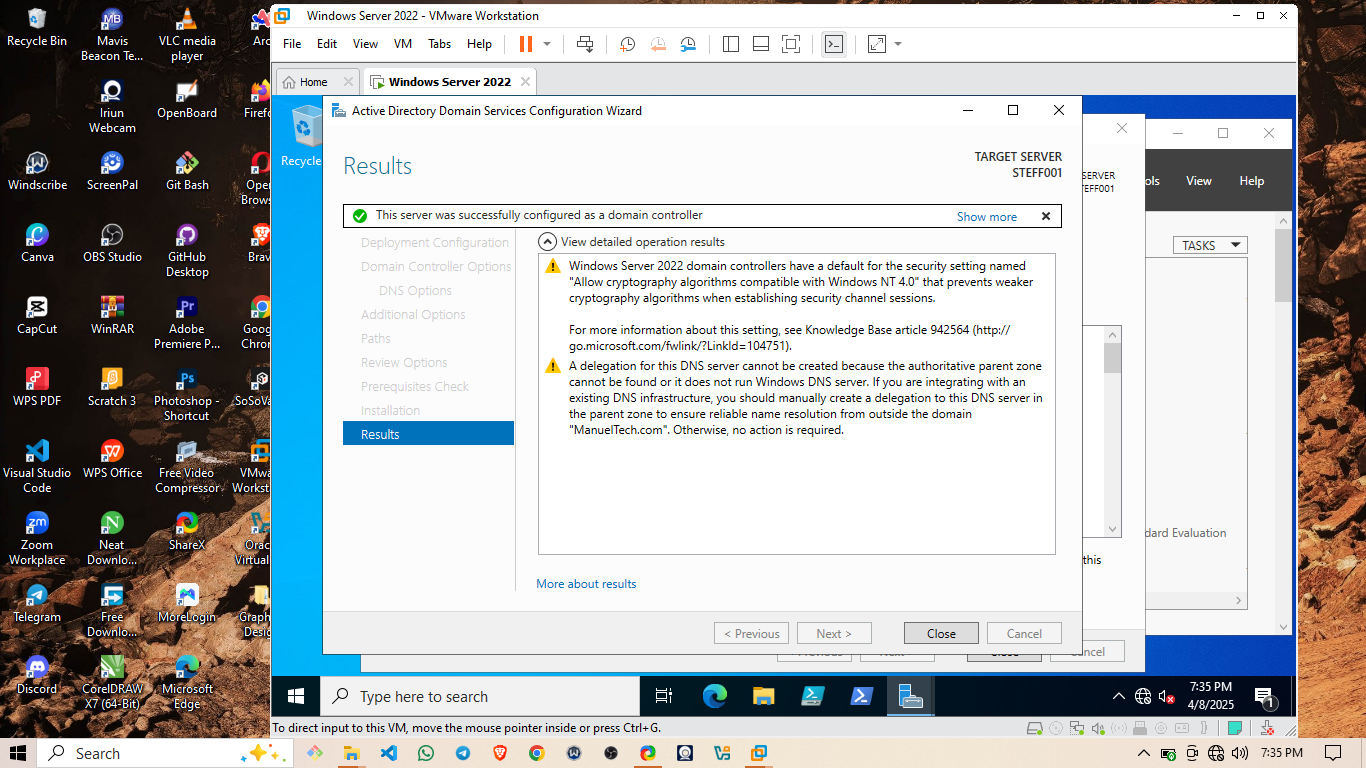 Recycle Bin
Mavis
Beacon Te...
VLC media
player
Arc
Iriun
Webcam
OpenBoard
Firef
Windscribe
ScreenPal
Git Bash
Oper
Brows
Canva
OBS Studio
GitHub
Desktop
Brav
CapCut
WinRAR
Adobe
Premiere P...
Goog
Chro
WPS PDF
Scratch 3
Photoshop -
Shortcut
SoSoVa
Visual Studio
Code
WPS Office
Free Video
Compressor
VMwa
Workst
Zoom
Workplace
Neat
Downlo...
ShareX
Orac
Virtual
Telegram
Free
Downlo...
MoreLogin
Graph
Desi
Discord
CorelDRAW
X7 (64-Bit)
Microsoft
Edge
Windows Server 2022 - VMware Workstation
File Edit View VM Tabs Help
Home
Windows Server 2022
Recycle
Active Directory Domain Services Configuration Wizard
Results
TARGET SERVER
STEFF001
This server was successfully configured as a domain controller
Show more
Deployment Configuration
Domain Controller Options
DNS Options
Additional Options
Paths
Review Options
Prerequisites Check
Installation
Results
View detailed operation results
Windows Server 2022 domain controllers have a default for the security setting named
"Allow cryptography algorithms compatible with Windows NT 4.0" that prevents weaker
cryptography algorithms when establishing security channel sessions.
For more information about this setting, see Knowledge Base article 942564 (http://
go.microsoft.com/fwlink/?LinkId=104751).
A delegation for this DNS server cannot be created because the authoritative parent zone
cannot be found or it does not run Windows DNS server. If you are integrating with an
existing DNS infrastructure, you should manually create a delegation to this DNS server in
the parent zone to ensure reliable name resolution from outside the domain
"ManuelTech.com". Otherwise, no action is required.
More about results
< Previous
Next >
Close
Cancel
SERVER
TEFF001
ols View Help
TASKS
dard Evaluation
this
ncel
Type here to search
7:35 PM
4/8/2025
1
To direct input to this VM, move the mouse pointer inside or press Ctrl+G.
Search
7:35 PM